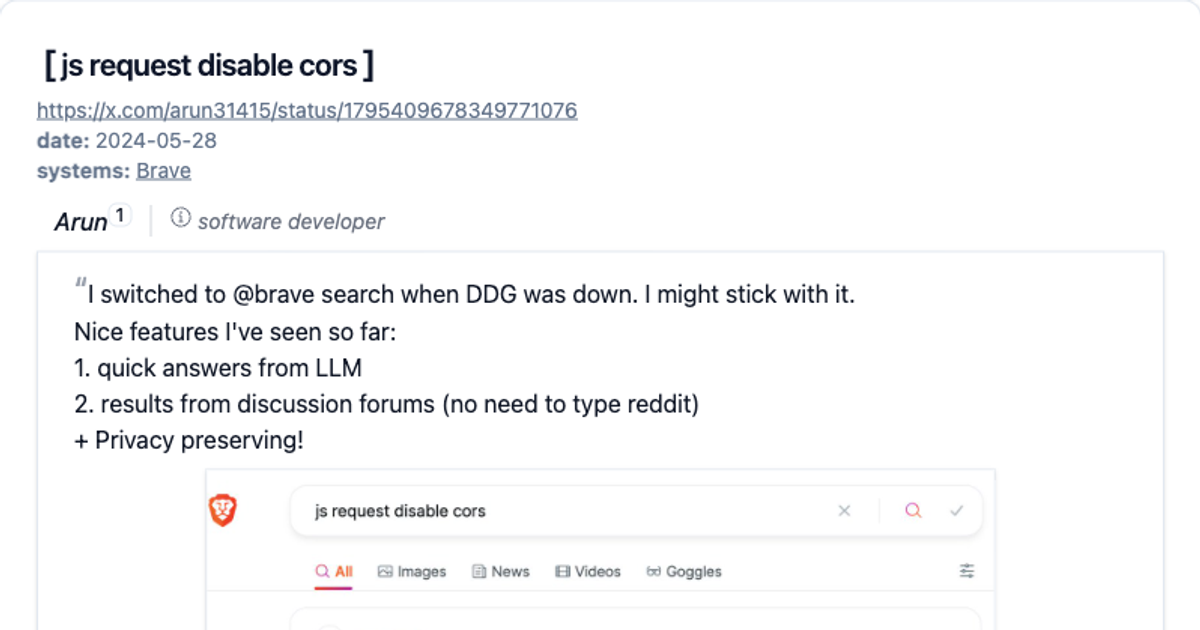 [js request disable cors]
https://x.com/arun31415/status/1795409678349771076
date: 2024-05-28
systems: Brave
Arun 1 software developer
“I switched to @brave search when DDG was down. I might stick with it.
Nice features I've seen so far:
1. quick answers from LLM
2. results from discussion forums (no need to type reddit)
+ Privacy preserving!
js request disable cors
All Images News Videos Goggles